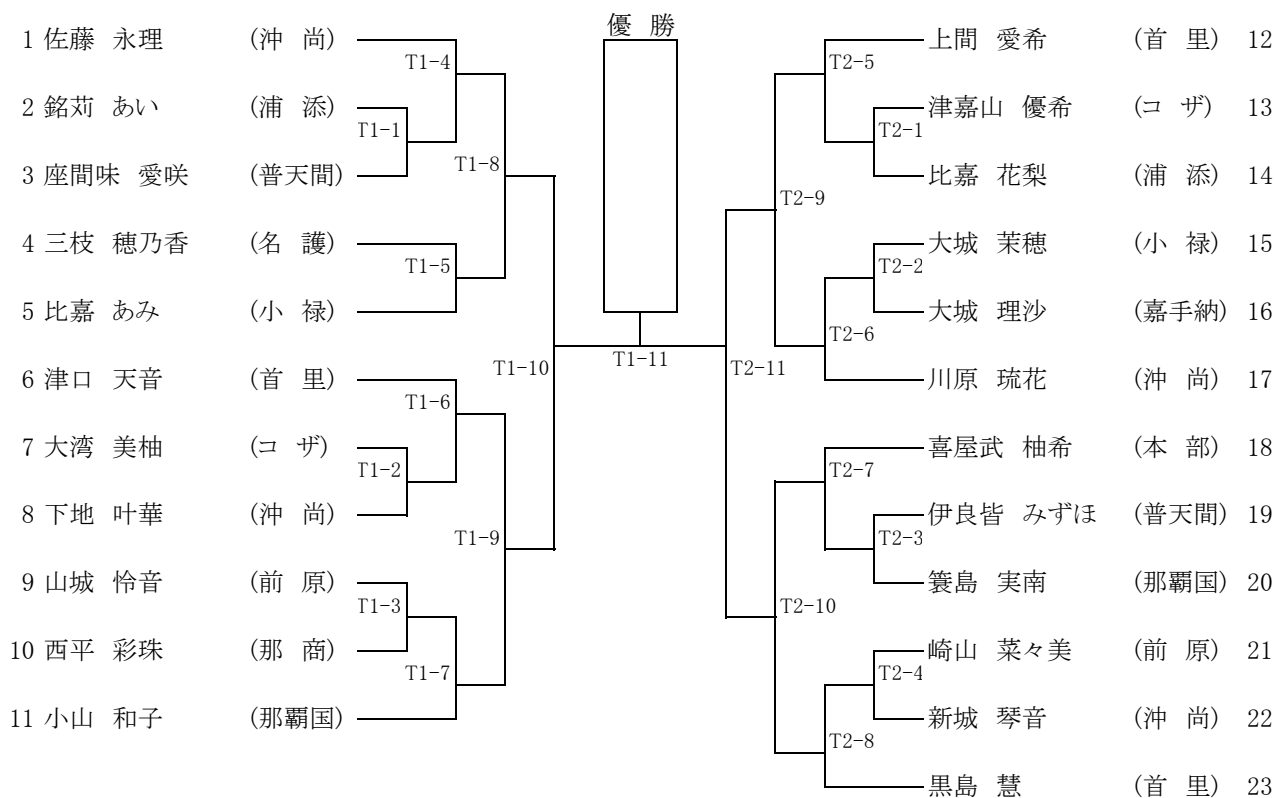 優 勝
1 佐藤 永理 (沖 尚)
T1-4
2 銘苅 あい (浦 添)
T1-1
3 座間味 愛咲 (普天間)
T1-8
4 三枝 穂乃香 (名 護)
T1-5
5 比嘉 あみ (小 禄)
T1-10
6 津口 天音 (首 里)
T1-6
7 大湾 美柚 (コ ザ)
T1-2
8 下地 叶華 (沖 尚)
T1-9
9 山城 怜音 (前 原)
T1-3
10 西平 彩珠 (那 商)
T1-7
11 小山 和子 (那覇国)
T1-11
上間 愛希 (首 里) 12
T2-5
津嘉山 優希 (コ ザ) 13
T2-1
比嘉 花梨 (浦 添) 14
T2-9
大城 茉穂 (小 禄) 15
T2-2
大城 理沙 (嘉手納) 16
T2-6
T2-11
川原 琉花 (沖 尚) 17
喜屋武 柚希 (本 部) 18
T2-7
伊良皆 みずほ (普天間) 19
T2-3
簑島 実南 (那覇国) 20
T2-10
崎山 菜々美 (前 原) 21
T2-4
新城 琴音 (沖 尚) 22
T2-8
黒島 慧 (首 里) 23